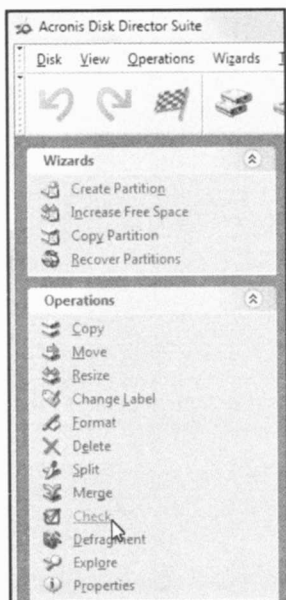 Acronis Disk Director Suite
Disk View Operations Wizards
Wizards
Create Partition
Increase Free Space
Copy Partition
Recover Partitions
Operations
Copy
Move
Resize
Change Label
Format
Delete
Split
Merge
Check
Defragment
Explore
Properties